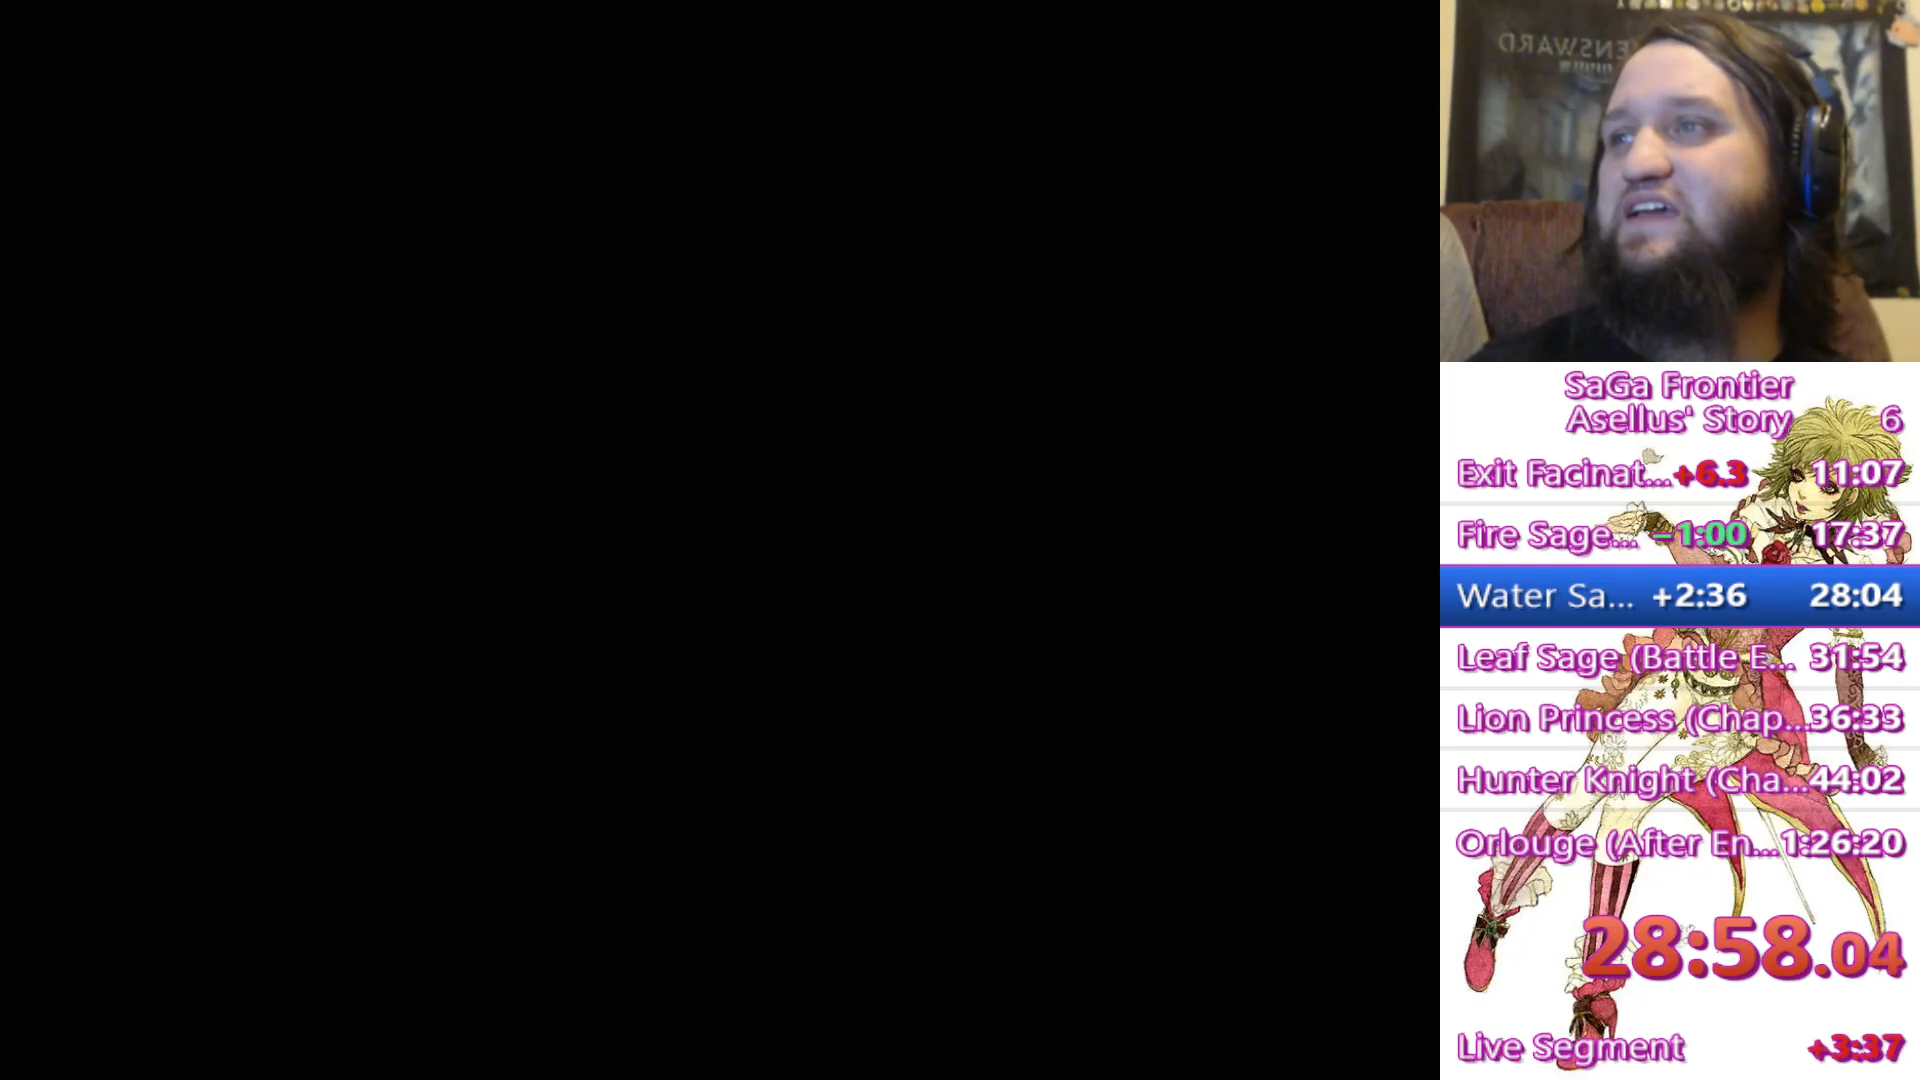 SaGa Frontier
Asellus' Story 6
Exit Facinat... +6.3 11:07
Fire Sage... −1:00 17:37
Water Sa... +2:36 28:04
Leaf Sage (Battle E... 31:54
Lion Princess (Chap... 36:33
Hunter Knight (Cha... 44:02
Orlouge (After En... 1:26:20
28:58.04
Live Segment +3:37